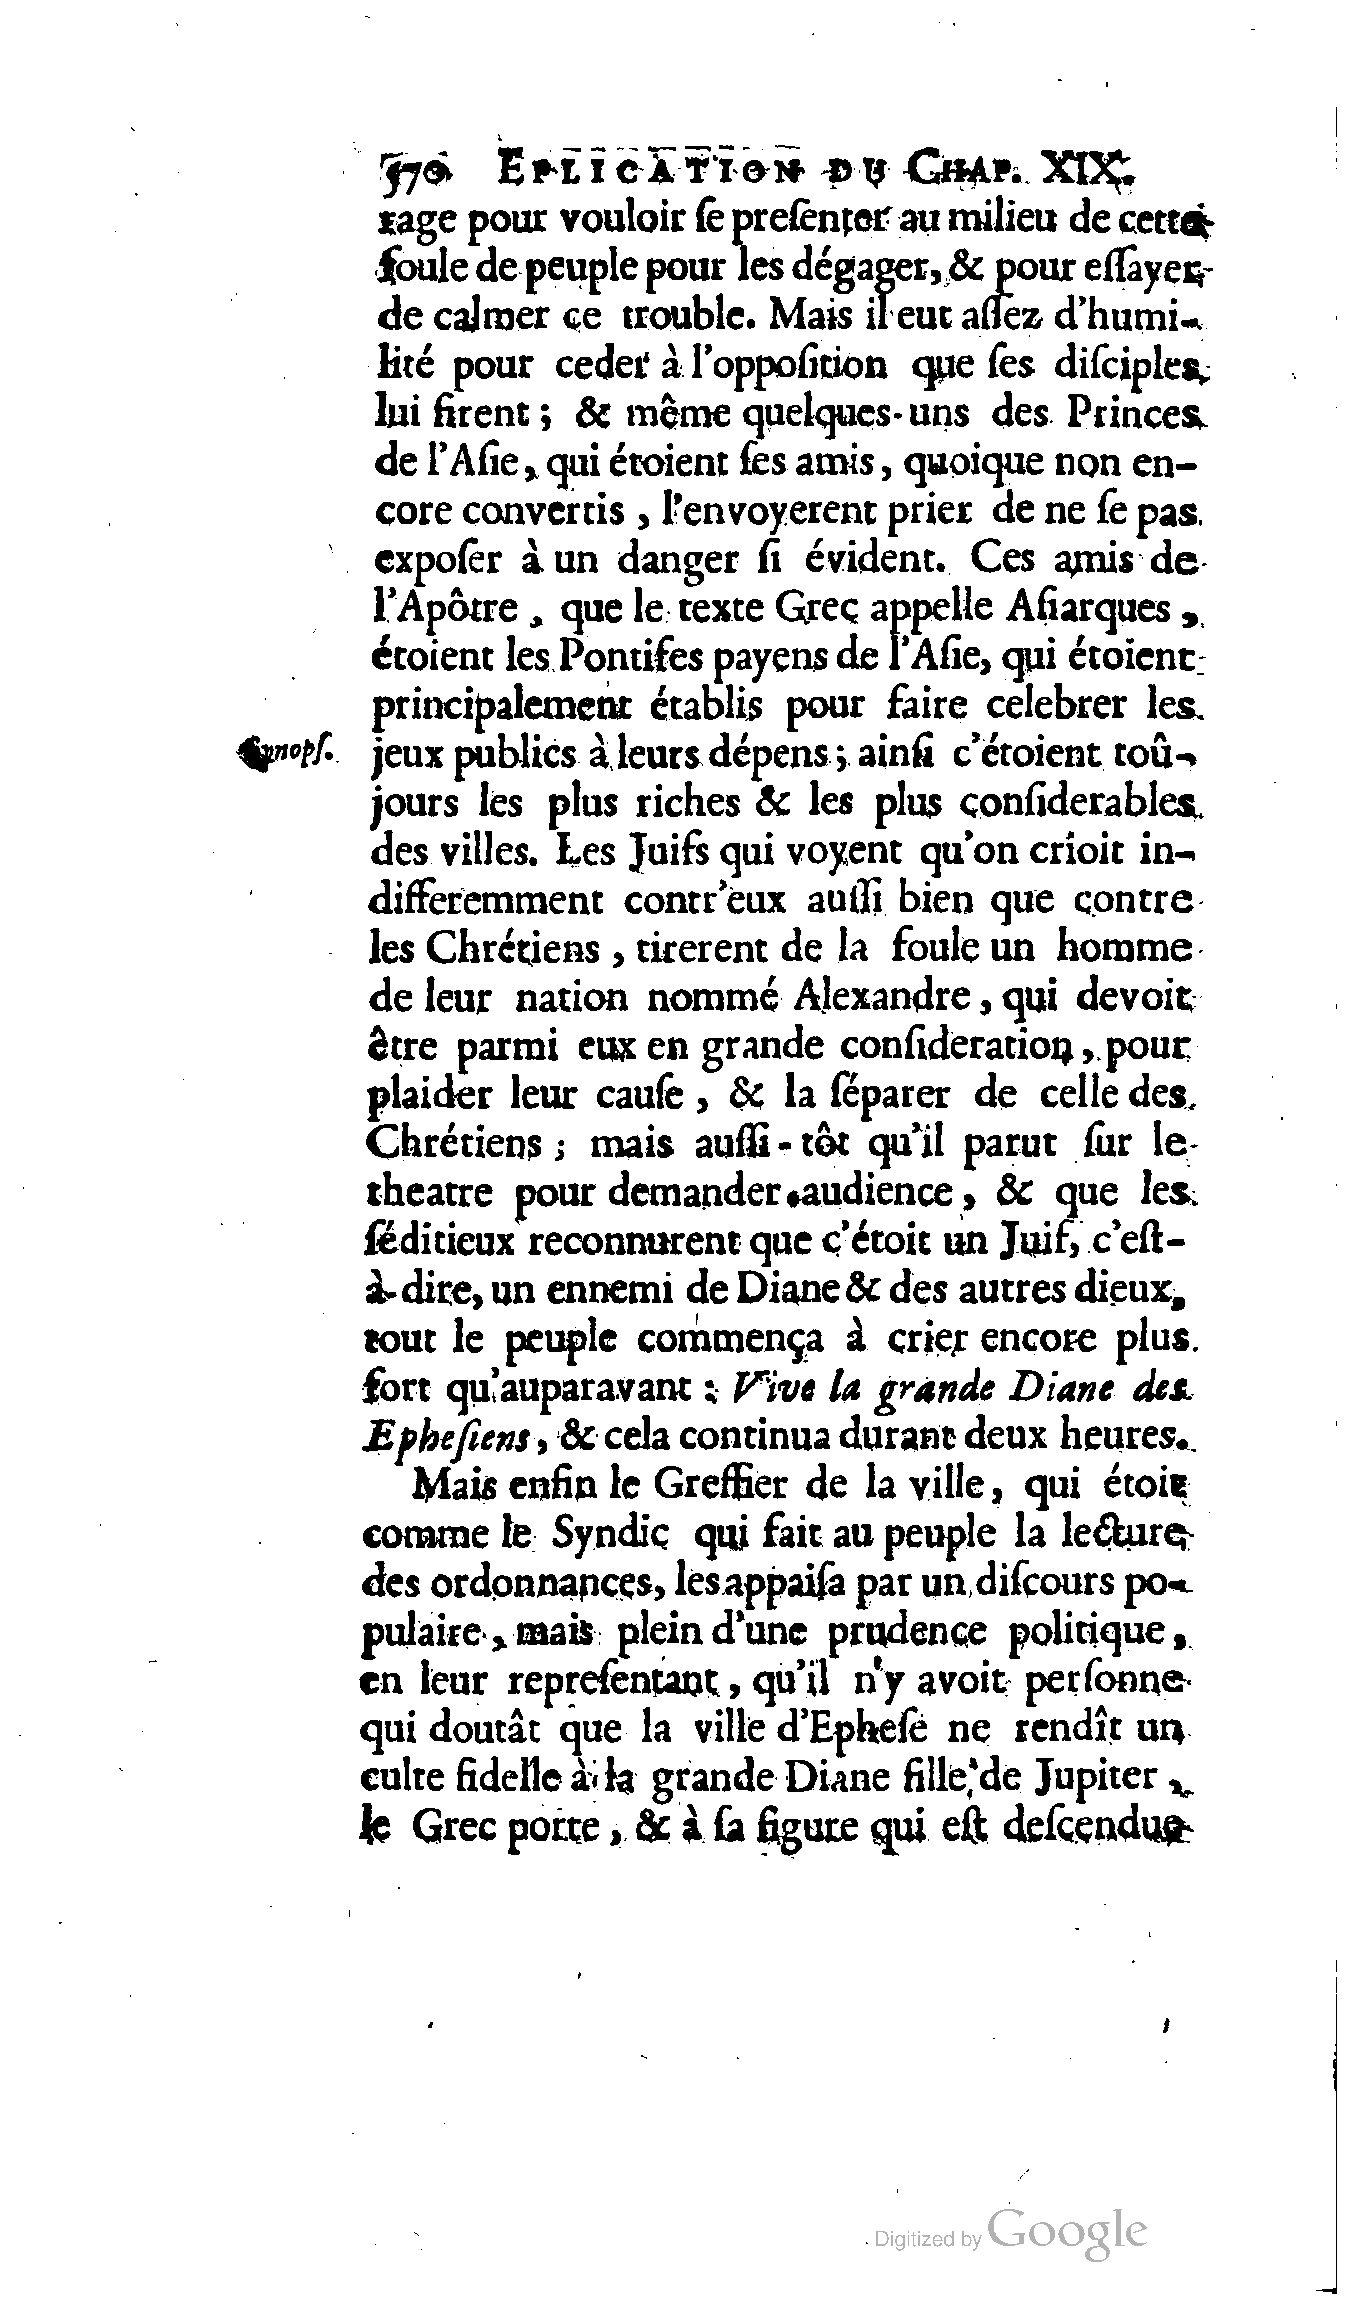 570 EPLICATION DU CHAP. XIX.
rage pour vouloir ſe preſenter au milieu de cette
foule de peuple pour les dégager, & pour eſſayer
de calmer ce trouble. Mais il eut aſſez d'humi-
lité pour ceder à l'oppoſition que ſes diſciples
lui firent ; & même quelques-uns des Princes
de l'Aſie, qui étoient ſes amis, quoique non en-
core convertis, l'envoyerent prier de ne ſe pas
expoſer à un danger ſi évident. Ces amis de
l'Apôtre, que le texte Grec appelle Aſiarques,
étoient les Pontifes payens de l'Aſie, qui étoient
principalement établis pour faire celebrer les
Synopſ. jeux publics à leurs dépens ; ainſi c'étoient toû-
jours les plus riches & les plus conſiderables
des villes. Les Juifs qui voyent qu'on crioit in-
differemment contr'eux auſſi bien que contre
les Chrétiens, tirerent de la foule un homme
de leur nation nommé Alexandre, qui devoit
être parmi eux en grande conſideration, pour
plaider leur cauſe, & la ſéparer de celle des
Chrétiens ; mais auſſi-tôt qu'il parut ſur le
theatre pour demander audience, & que les
ſéditieux reconnurent que c'étoit un Juif, c'eſt-
à-dire, un ennemi de Diane & des autres dieux,
tout le peuple commença à crier encore plus
fort qu'auparavant : Vive la grande Diane des
Epheſiens, & cela continua durant deux heures.
Mais enfin le Greffier de la ville, qui étoit
comme le Syndic qui fait au peuple la lecture
des ordonnances, les appaiſa par un diſcours po-
pulaire, mais plein d'une prudence politique,
en leur repreſentant, qu'il n'y avoit perſonne
qui doutât que la ville d'Epheſe ne rendît un
culte fidelle à la grande Diane fille de Jupiter,
le Grec porte, & à ſa figure qui eſt deſcendue
Digitized by Google